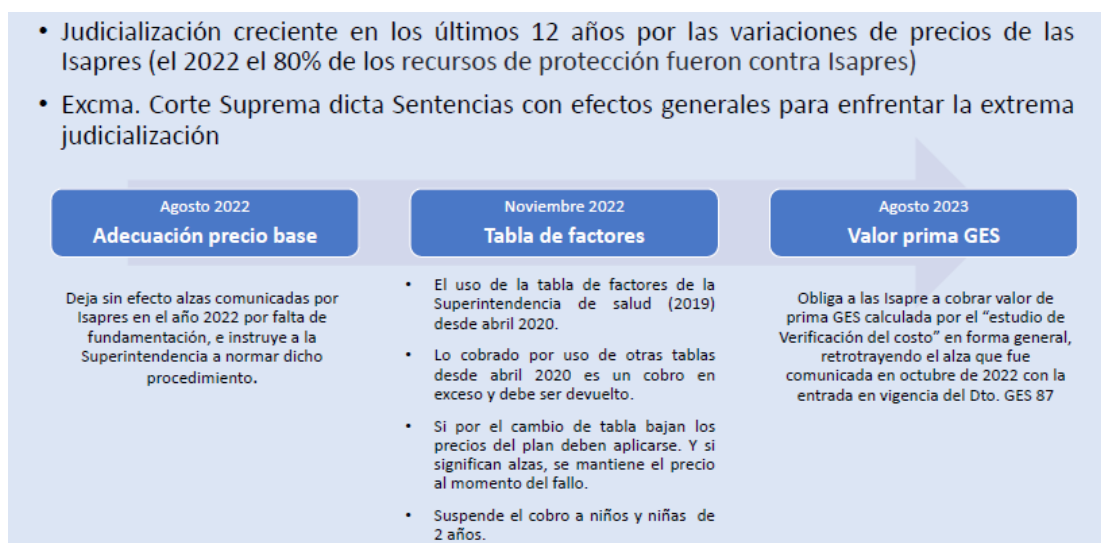 • Judicialización creciente en los últimos 12 años por las variaciones de precios de las
Isapres (el 2022 el 80% de los recursos de protección fueron contra Isapres)
• Excma. Corte Suprema dicta Sentencias con efectos generales para enfrentar la extrema
judicialización
Agosto 2022
Adecuación precio base
Deja sin efecto alzas comunicadas por
Isapres en el año 2022 por falta de
fundamentación, e instruye a la
Superintendencia a normar dicho
procedimiento.
Noviembre 2022
Tabla de factores
• El uso de la tabla de factores de la
Superintendencia de salud (2019)
desde abril 2020.
• Lo cobrado por uso de otras tablas
desde abril 2020 es un cobro en
exceso y debe ser devuelto.
• Si por el cambio de tabla bajan los
precios del plan deben aplicarse. Y si
significan alzas, se mantiene el precio
al momento del fallo.
• Suspende el cobro a niños y niñas de
2 años.
Agosto 2023
Valor prima GES
Obliga a las Isapre a cobrar valor de
prima GES calculada por el “estudio de
Verificación del costo” en forma general,
retrotrayendo el alza que fue
comunicada en octubre de 2022 con la
entrada en vigencia del Dto. GES 87